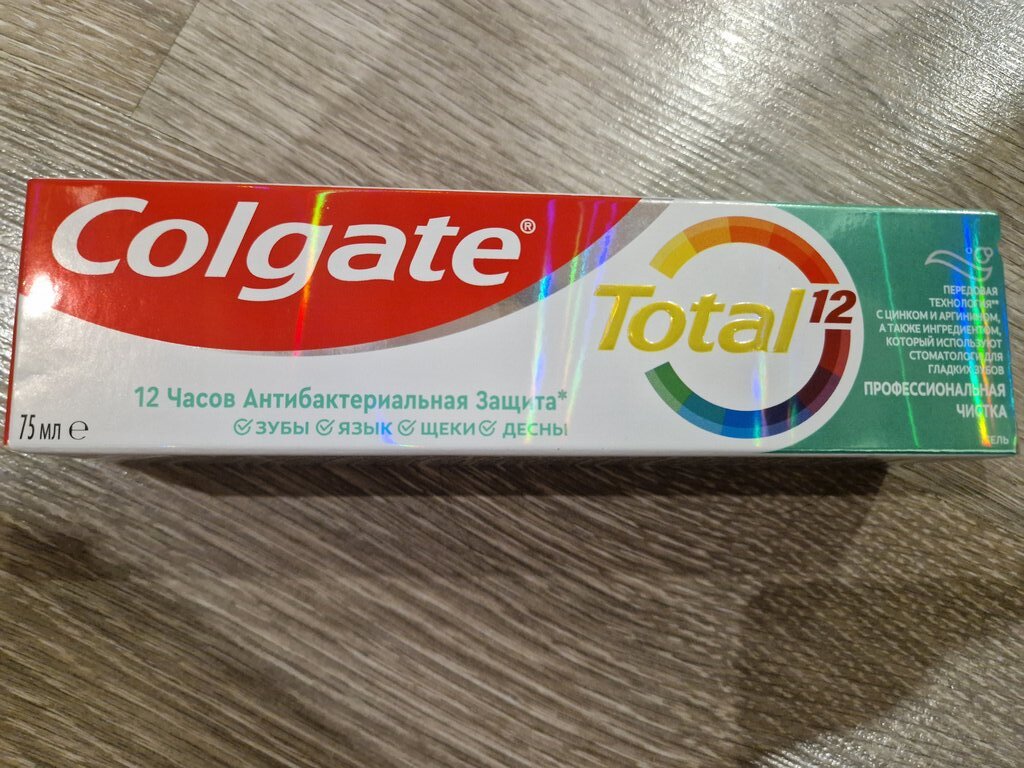 Colgate®
Total 12
12 Часов Антибактериальная Защита*
ЗУБЫ ЯЗЫК ЩЕКИ ДЕСНЫ
75 мл ℮
ПЕРЕДОВАЯ
ТЕХНОЛОГИЯ**
С ЦИНКОМ И АРГИНИНОМ,
А ТАКЖЕ ИНГРЕДИЕНТОМ,
КОТОРЫЙ ИСПОЛЬЗУЮТ
СТОМАТОЛОГИ ДЛЯ
ГЛАДКИХ ЗУБОВ
ПРОФЕССИОНАЛЬНАЯ
ЧИСТКА
ГЕЛЬ